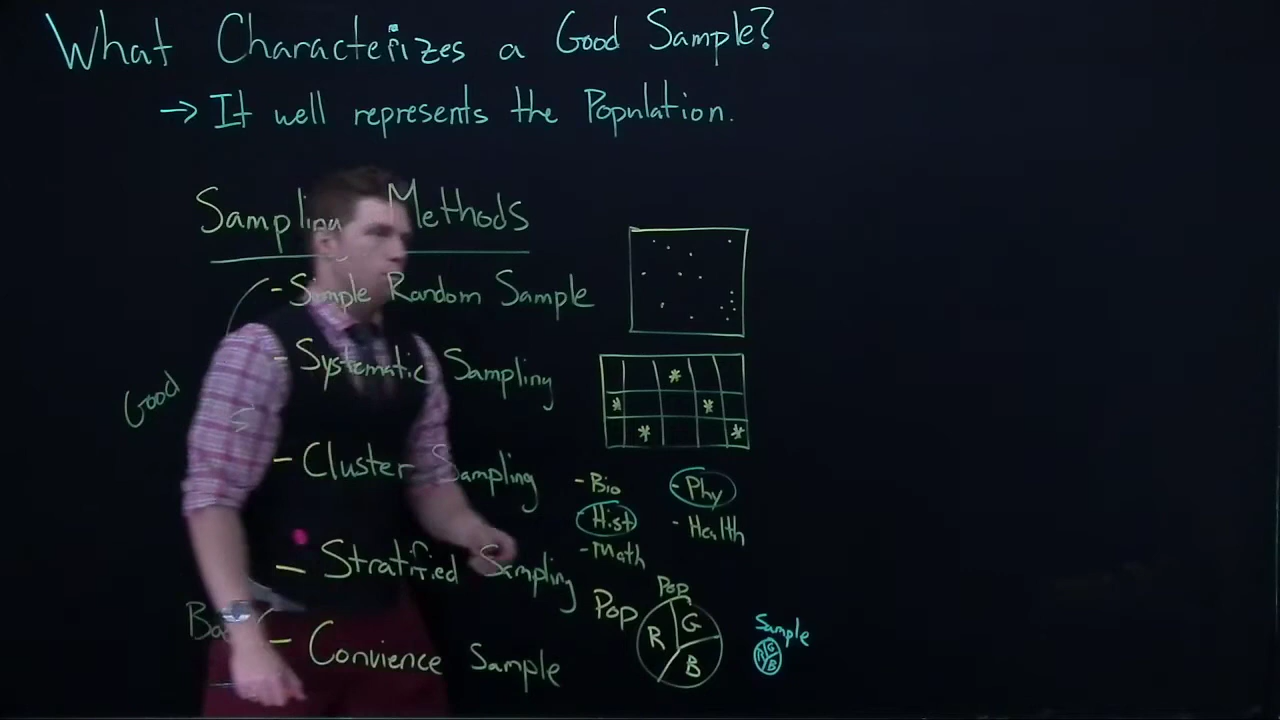 What Characterizes a Good Sample?
→ It well represents the Population.
Sampling Methods
- Simple Random Sample
- Systematic Sampling
Good
- Cluster Sampling
- Bio
- Phy
- Hist
- Health
- Math
- Stratified Sampling
Pop
Pop
R G B
Sample
R G B
- Convience Sample